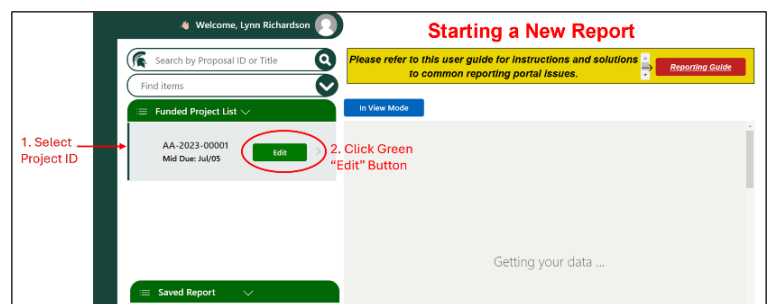 Welcome, Lynn Richardson
Starting a New Report
Search by Proposal ID or Title
Please refer to this user guide for instructions and solutions
to common reporting portal issues.
Reporting Guide
Find items
Funded Project List
In View Mode
1. Select
Project ID
AA-2023-00001
Mid Due: Jul/05
Edit
2. Click Green
“Edit” Button
Getting your data ...
Saved Report